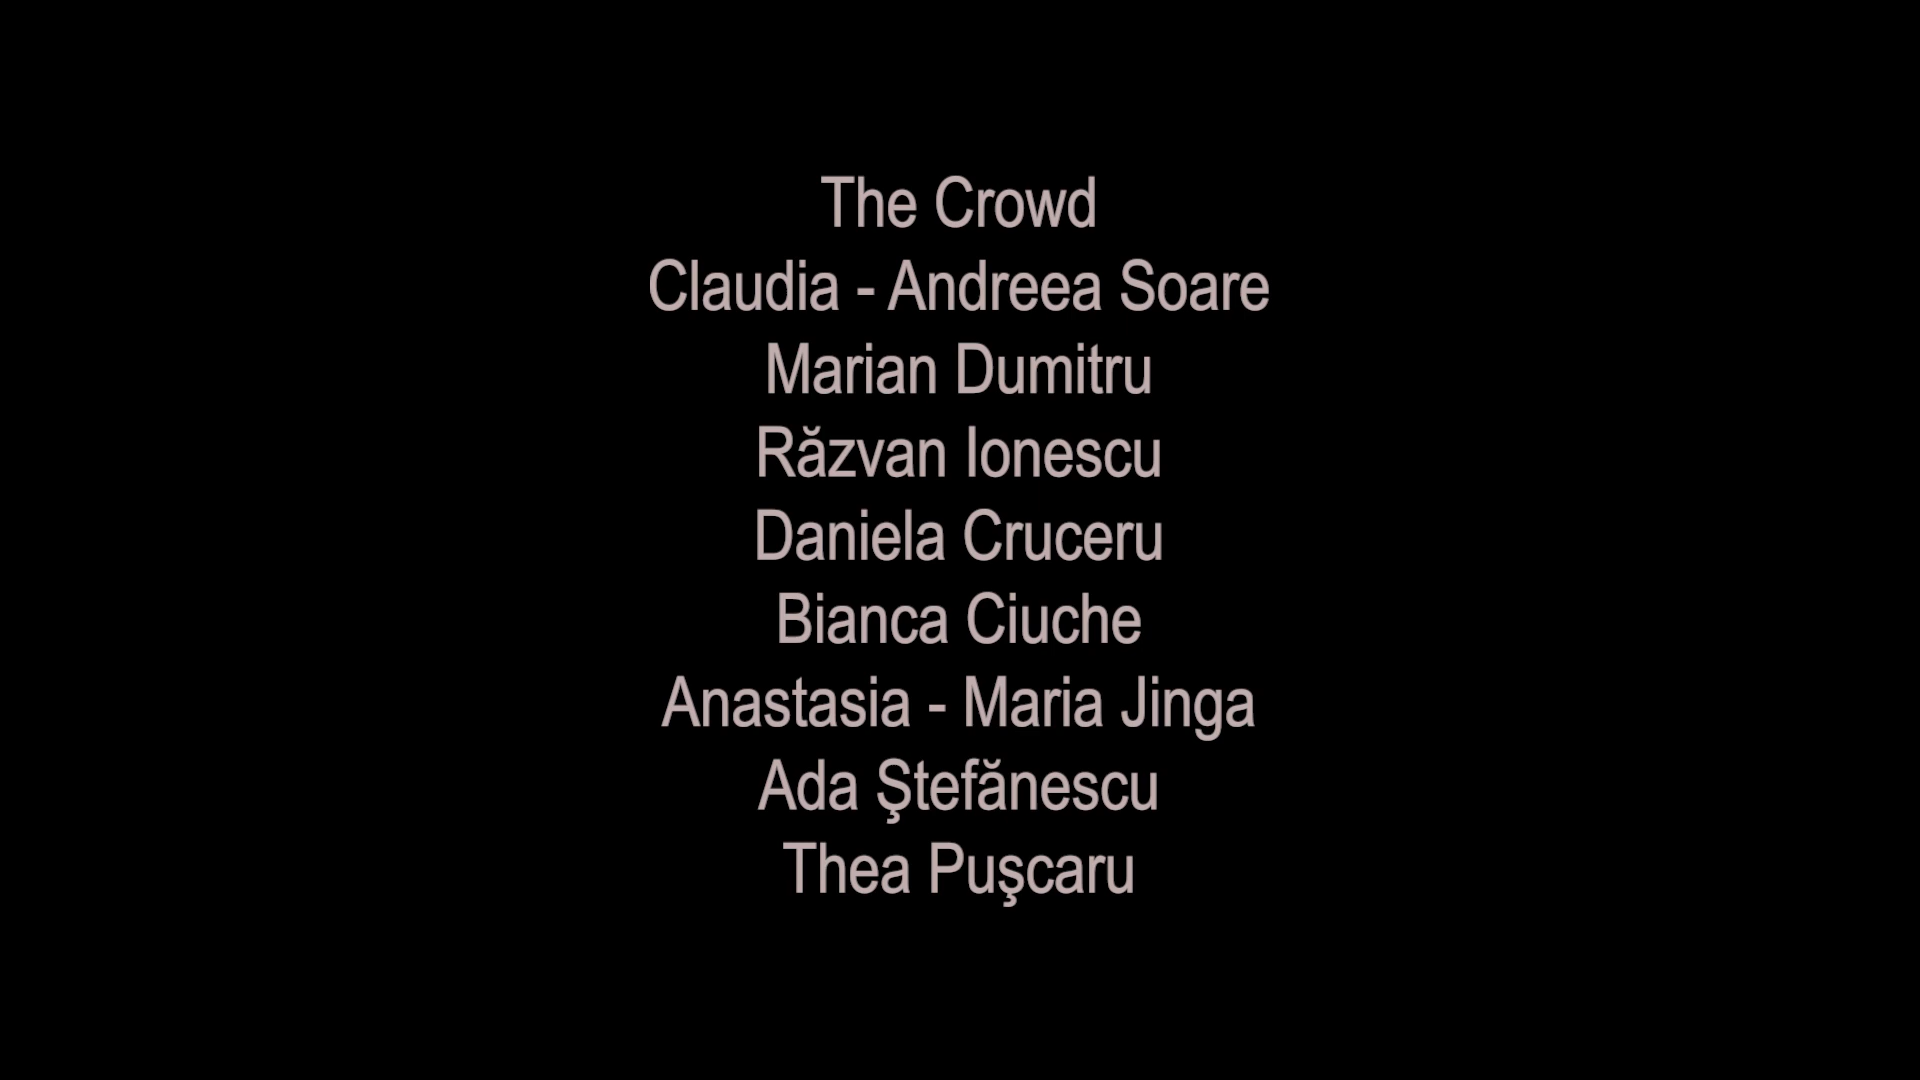 The Crowd
Claudia - Andreea Soare
Marian Dumitru
Răzvan Ionescu
Daniela Cruceru
Bianca Ciuche
Anastasia - Maria Jinga
Ada Ştefănescu
Thea Puşcaru